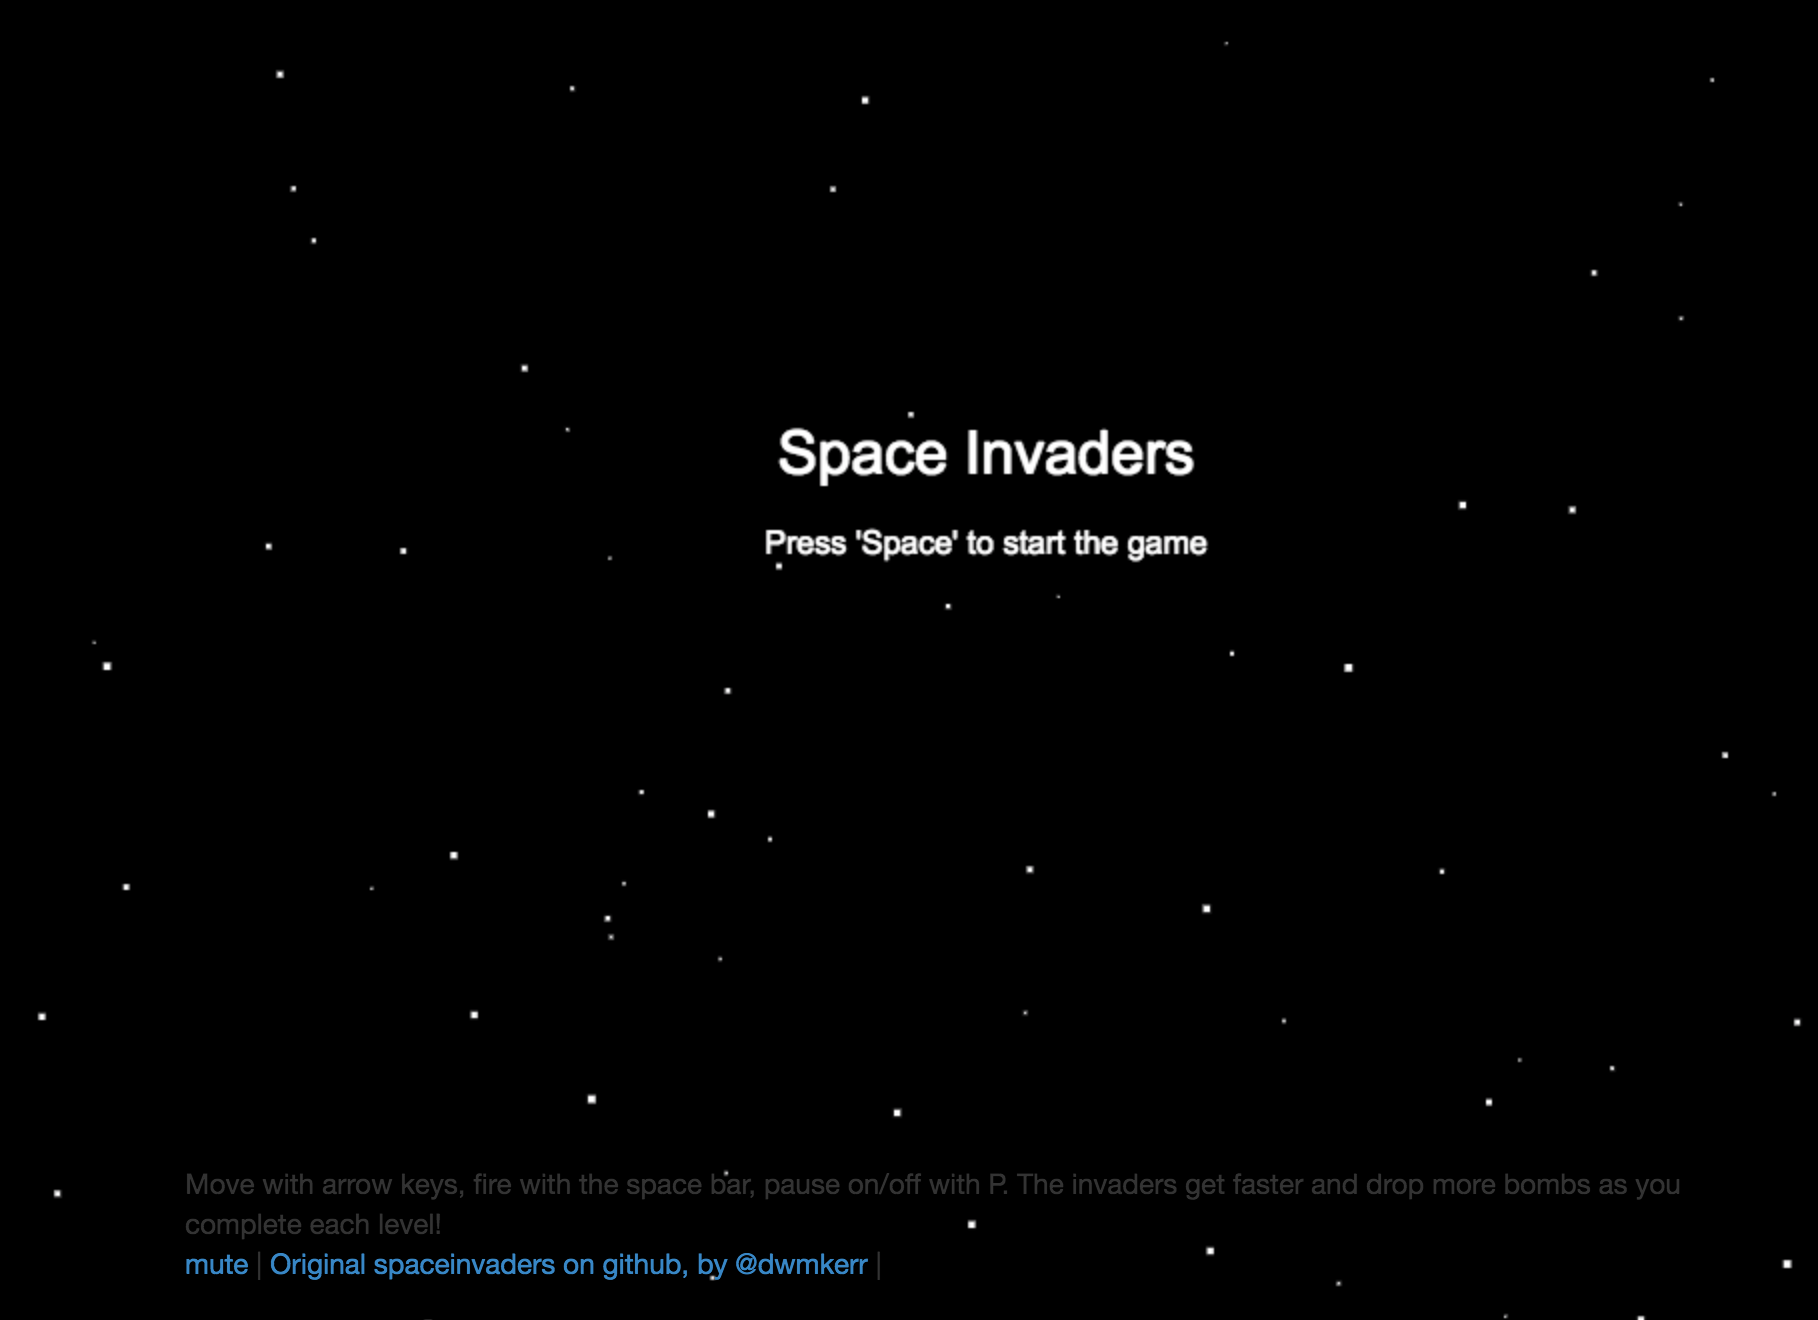 Space Invaders
Press 'Space' to start the game
Move with arrow keys, fire with the space bar, pause on/off with P. The invaders get faster and drop more bombs as you
complete each level!
mute | Original spaceinvaders on github, by @dwmkerr |